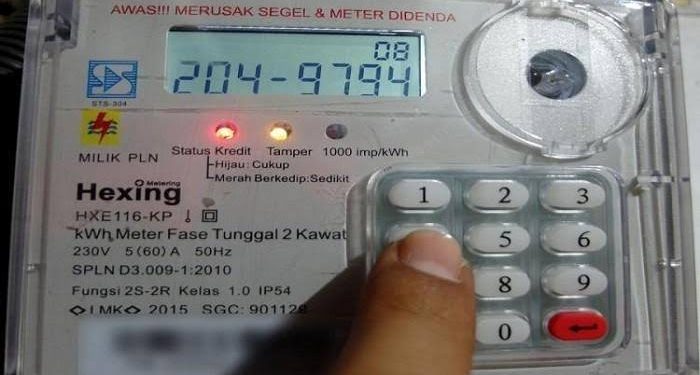 AWAS!!! MERUSAK SEGEL & METER DIDENDA
08
204-9794
STS-304
MILIK PLN
Status Kredit Tamper 1000 imp/kWh
Hijau: Cukup
Merah Berkedip: Sedikit
Hexing
Metering
HXE116-KP
kWh Meter Fase Tunggal 2 Kawat
230V 5(60)A 50Hz
SPLN D3.009-1:2010
Fungsi 2S-2R Kelas 1.0 IP54
LMK 2015 SGC: 901120
1 2 3
5 6
8 9
0